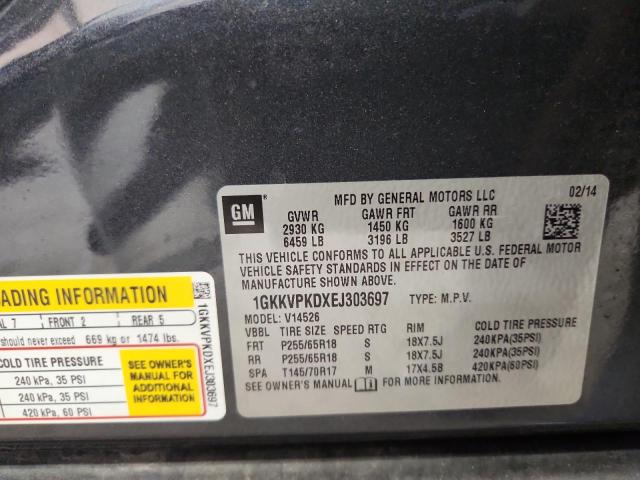 GM
MFD BY GENERAL MOTORS LLC 02/14
GVWR GAWR FRT GAWR RR
2930 KG 1450 KG 1600 KG
6459 LB 3196 LB 3527 LB
THIS VEHICLE CONFORMS TO ALL APPLICABLE U.S. FEDERAL MOTOR
VEHICLE SAFETY STANDARDS IN EFFECT ON THE DATE OF
MANUFACTURE SHOWN ABOVE.
1GKKVPKDXEJ303697 TYPE: M.P.V.
MODEL: V14526
VBBL TIRE SIZE SPEED RTG RIM COLD TIRE PRESSURE
FRT P255/65R18 S 18X7.5J 240KPA(35PSI)
RR P255/65R18 S 18X7.5J 240KPA(35PSI)
SPA T145/70R17 M 17X4.5B 420KPA(60PSI)
SEE OWNER'S MANUAL FOR MORE INFORMATION.
ADING INFORMATION
AL 7 FRONT 2 REAR 5
ld never exceed 669 kg or 1474 lbs.
COLD TIRE PRESSURE
240 kPa, 35 PSI
240 kPa, 35 PSI
420 kPa, 60 PSI
SEE OWNER'S
MANUAL FOR
ADDITIONAL
INFORMATION
1GKKVPKDXEJ303697